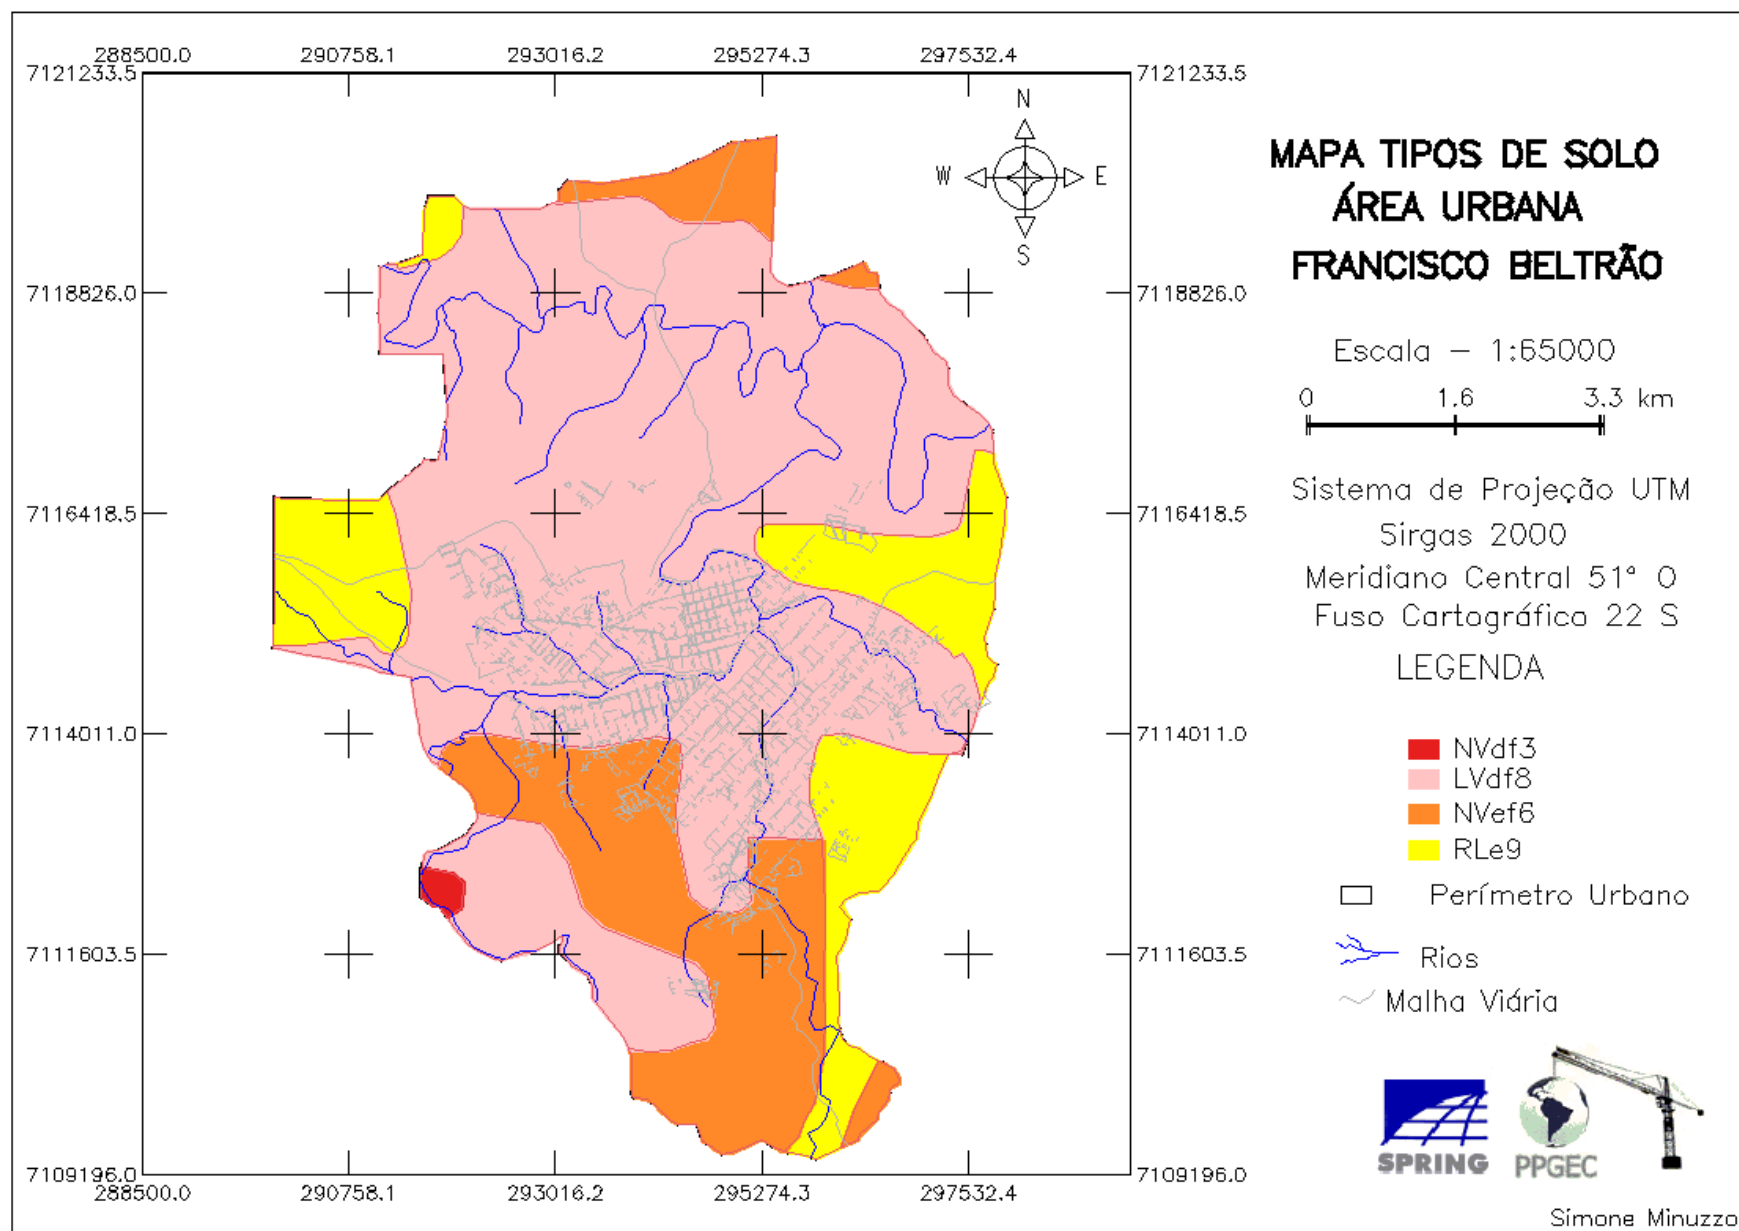 288500.0 290758.1 293016.2 295274.3 297532.4
7121233.5 7121233.5
N
W E
S
7118826.0 7118826.0
7116418.5 7116418.5
7114011.0 7114011.0
7111603.5 7111603.5
7109196.0 7109196.0
288500.0 290758.1 293016.2 295274.3 297532.4
MAPA TIPOS DE SOLO
ÁREA URBANA
FRANCISCO BELTRÃO
Escala - 1:65000
0 1.6 3.3 km
Sistema de Projeção UTM
Sirgas 2000
Meridiano Central 51° O
Fuso Cartográfico 22 S
LEGENDA
NVdf3
LVdf8
NVef6
RLe9
Perímetro Urbano
Rios
Malha Viária
SPRING PPGEC
Simone Minuzzo